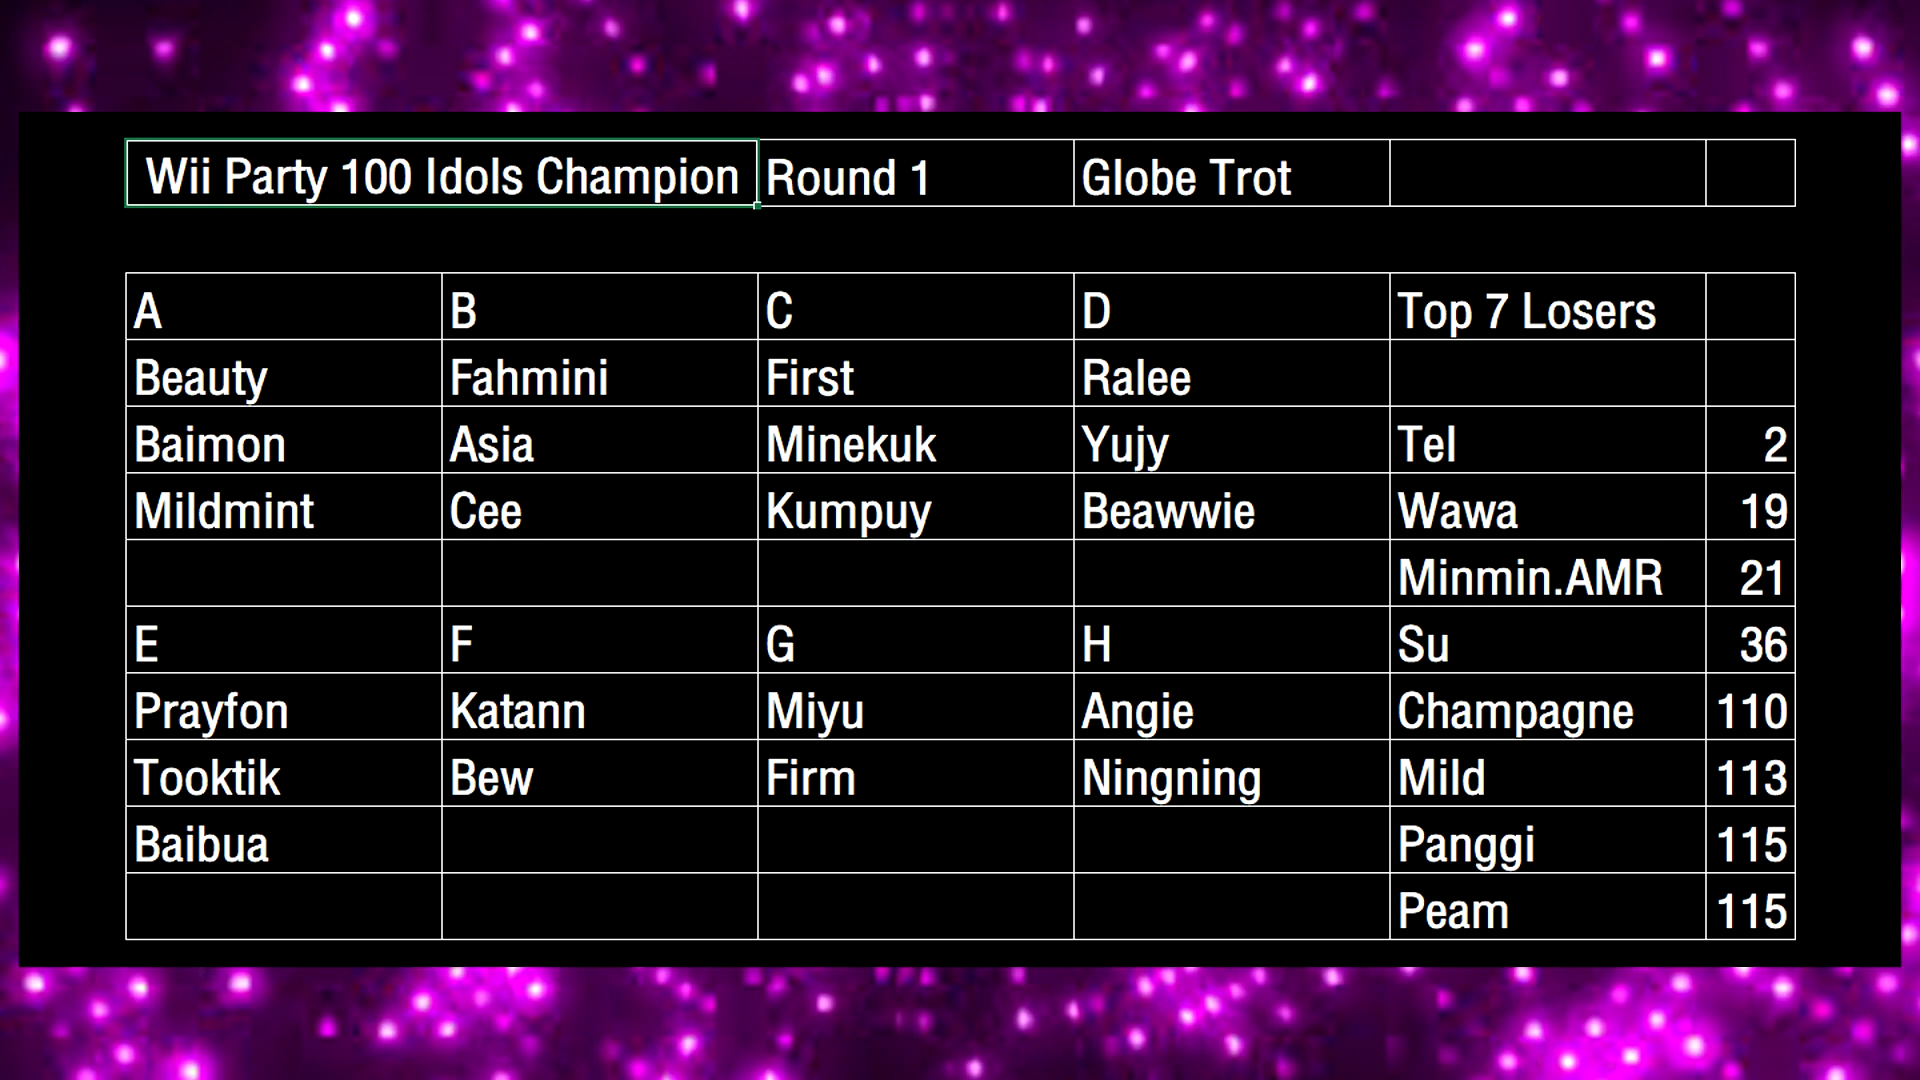 Wii Party 100 Idols Champion Round 1 Globe Trot
A B C D Top 7 Losers
Beauty Fahmini First Ralee
Baimon Asia Minekuk Yujy Tel 2
Mildmint Cee Kumpuy Beawwie Wawa 19
Minmin.AMR 21
E F G H Su 36
Prayfon Katann Miyu Angie Champagne 110
Tooktik Bew Firm Ningning Mild 113
Baibua Panggi 115
Peam 115